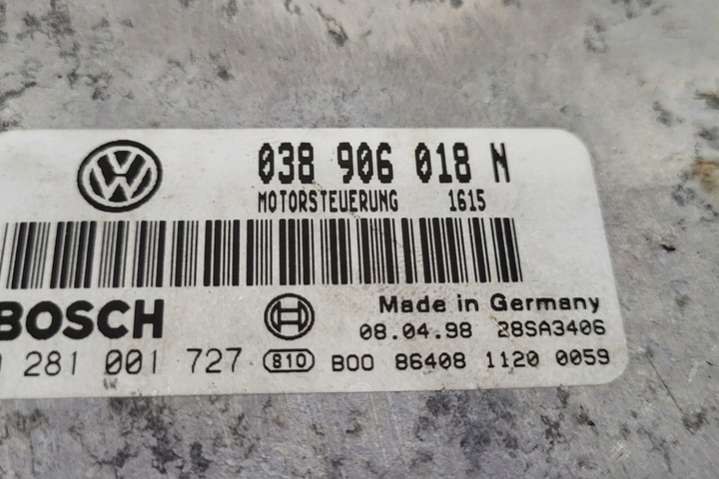 038 906 018 N
MOTORSTEUERUNG 1615
BOSCH
Made in Germany
08.04.98 28SA3406
0 281 001 727 810 B00 86408 1120 0059